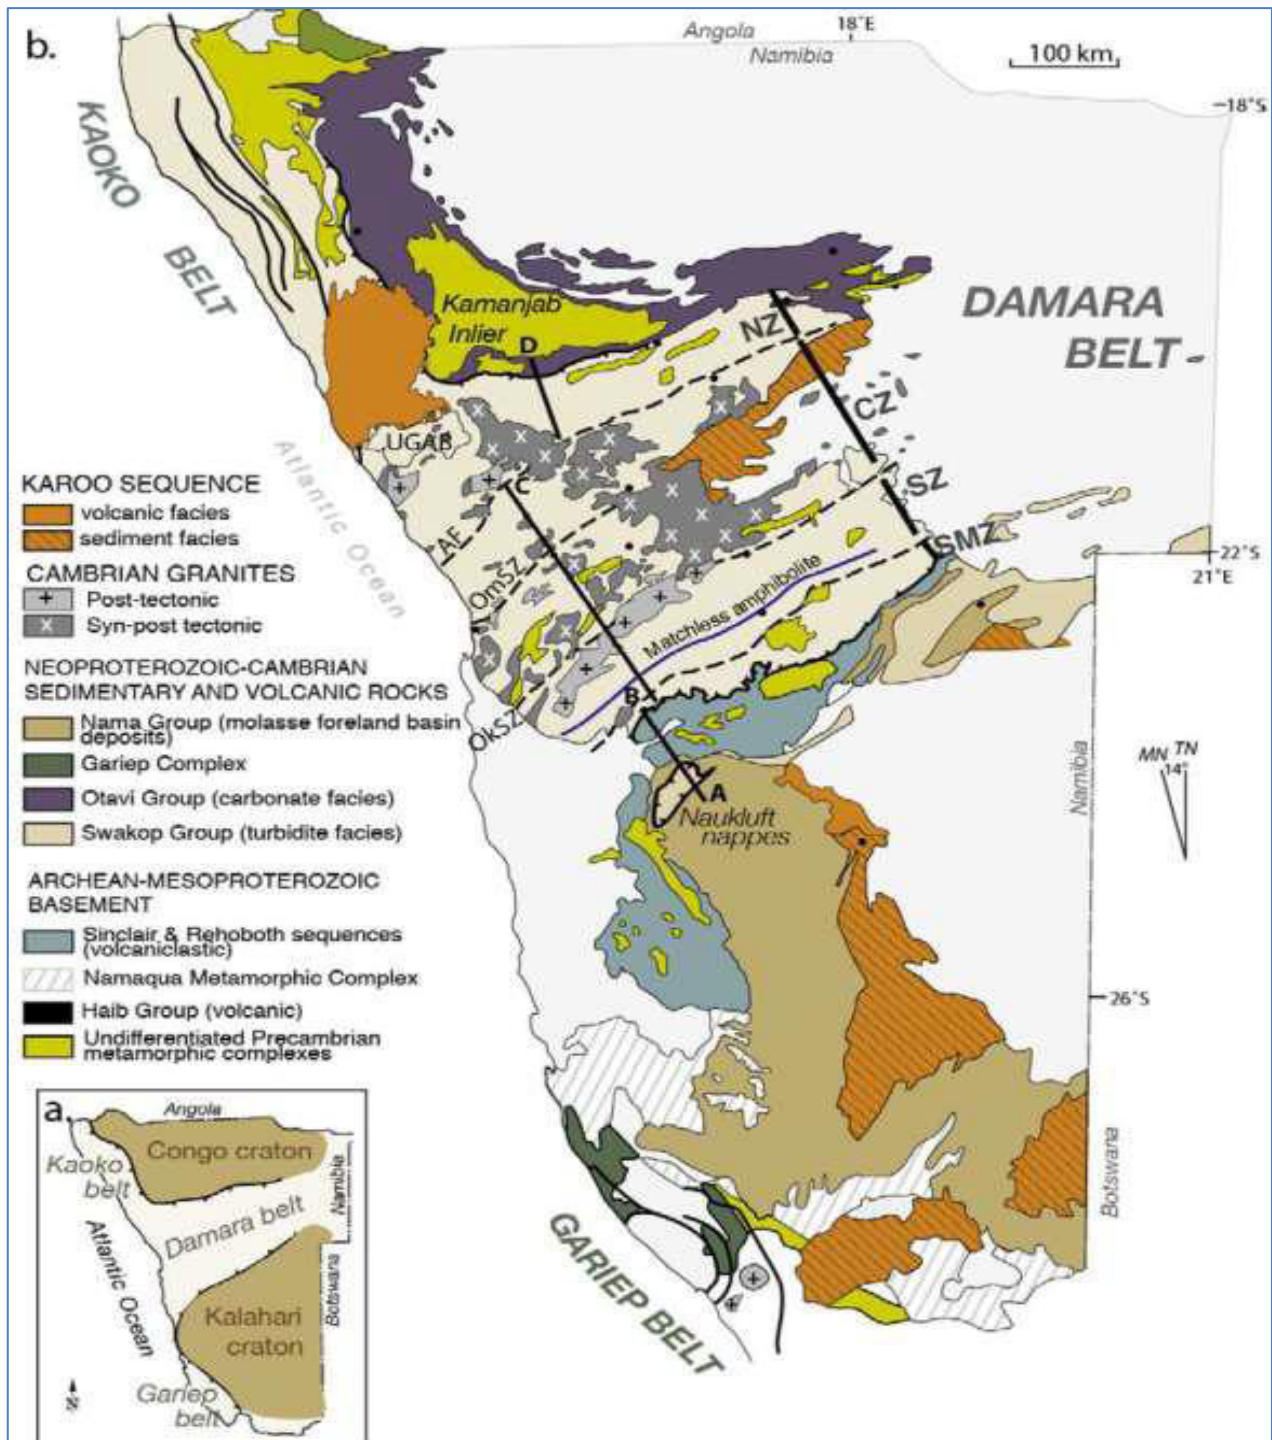 b.
Angola
Namibia
18°E
100 km
18°S
KAOKO
BELT
Kamanjab
Inlier
D
NZ
DAMARA
BELT
CZ
UGAB
Atlantic Ocean
C
AF
SZ
SMZ
22°S
21°E
OmSZ
Matchless amphibolite
B
OkSZ
A
Naukluft
nappes
Namibia
MN TN
14°
26°S
Botswana
GARIEP BELT
KAROO SEQUENCE
volcanic facies
sediment facies
CAMBRIAN GRANITES
Post-tectonic
Syn-post tectonic
NEOPROTEROZOIC-CAMBRIAN
SEDIMENTARY AND VOLCANIC ROCKS
Nama Group (molasse foreland basin
deposits)
Gariep Complex
Otavi Group (carbonate facies)
Swakop Group (turbidite facies)
ARCHEAN-MESOPROTEROZOIC
BASEMENT
Sinclair & Rehoboth sequences
(volcaniclastic)
Namaqua Metamorphic Complex
Haib Group (volcanic)
Undifferentiated Precambrian
metamorphic complexes
a.
Angola
Congo craton
Kaoko
belt
Namibia
Damara belt
Atlantic Ocean
Botswana
Kalahari
craton
Gariep
belt
N